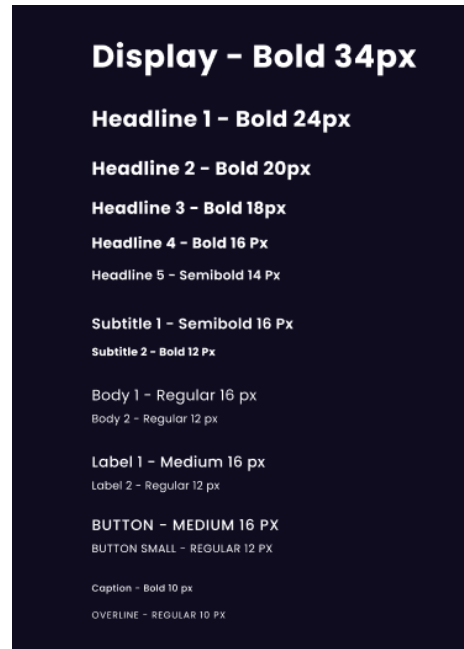 Display - Bold 34px
Headline 1 - Bold 24px
Headline 2 - Bold 20px
Headline 3 - Bold 18px
Headline 4 - Bold 16 Px
Headline 5 - Semibold 14 Px
Subtitle 1 - Semibold 16 Px
Subtitle 2 - Bold 12 Px
Body 1 - Regular 16 px
Body 2 - Regular 12 px
Label 1 - Medium 16 px
Label 2 - Regular 12 px
BUTTON - MEDIUM 16 PX
BUTTON SMALL - REGULAR 12 PX
Caption - Bold 10 px
OVERLINE - REGULAR 10 PX